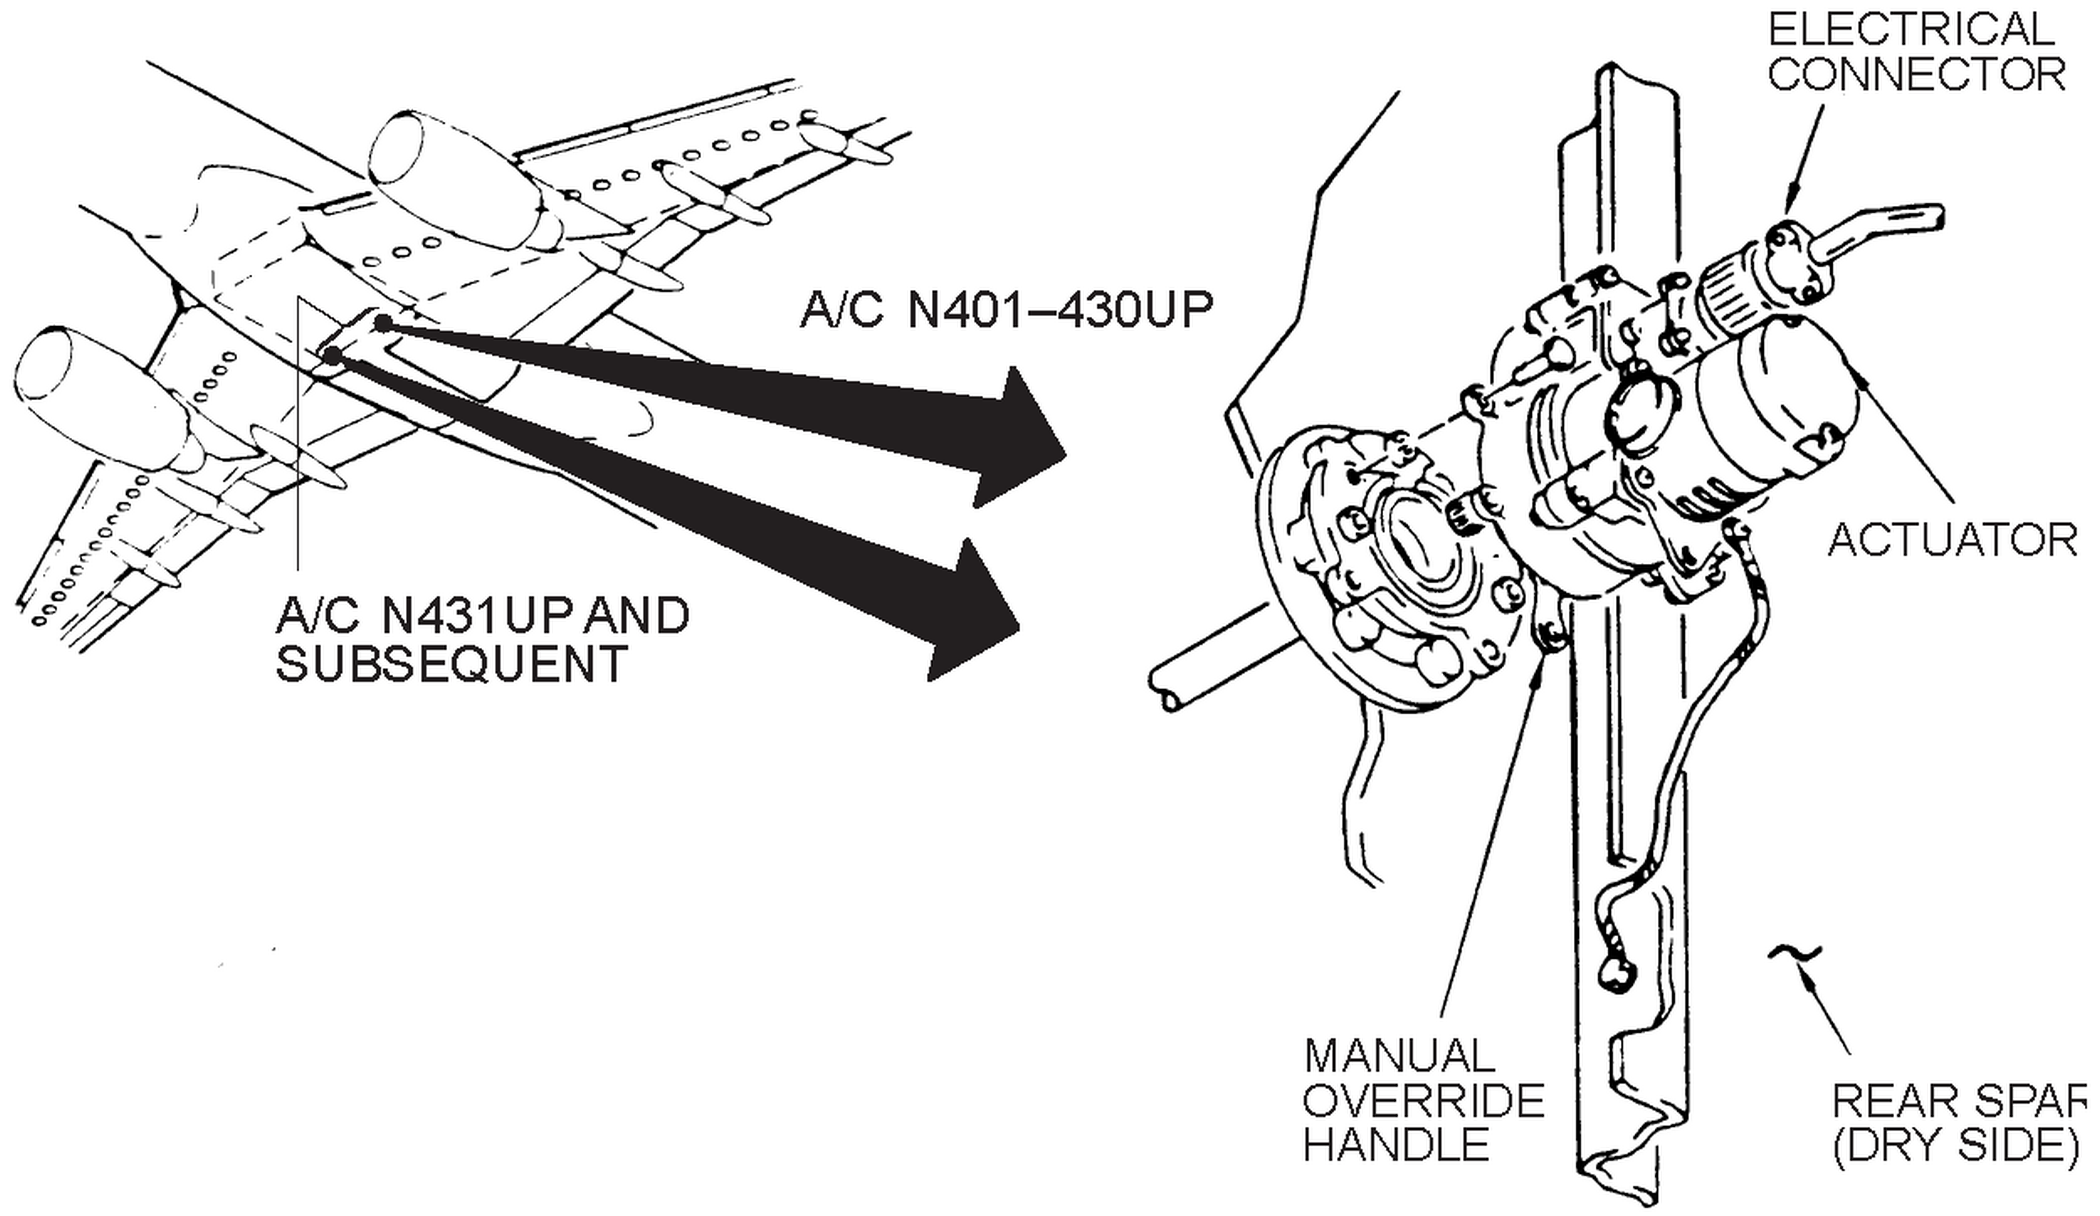 ELECTRICAL
CONNECTOR
A/C N401–430UP
ACTUATOR
A/C N431UP AND
SUBSEQUENT
MANUAL
OVERRIDE
HANDLE
REAR SPAR
(DRY SIDE)